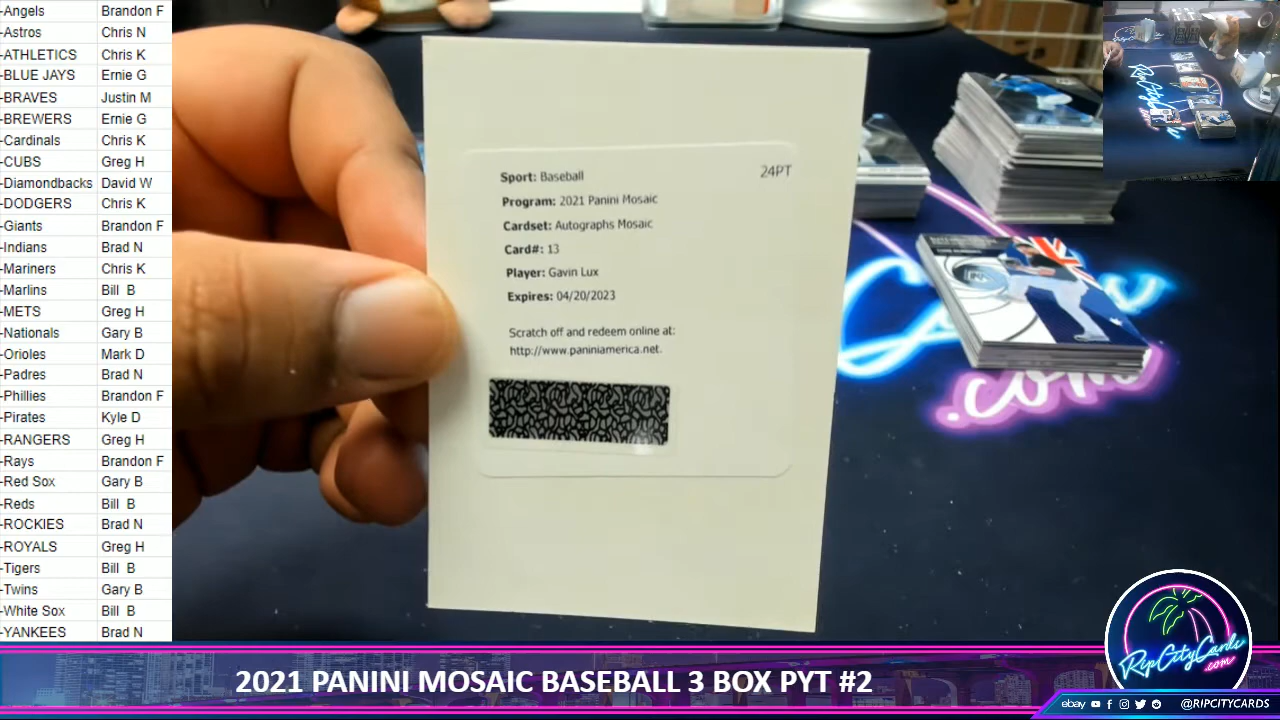 -Angels Brandon F
-Astros Chris N
-ATHLETICS Chris K
-BLUE JAYS Ernie G
-BRAVES Justin M
-BREWERS Ernie G
-Cardinals Chris K
-CUBS Greg H
-Diamondbacks David W
-DODGERS Chris K
-Giants Brandon F
-Indians Brad N
-Mariners Chris K
-Marlins Bill B
-METS Greg H
-Nationals Gary B
-Orioles Mark D
-Padres Brad N
-Phillies Brandon F
-Pirates Kyle D
-RANGERS Greg H
-Rays Brandon F
-Red Sox Gary B
-Reds Bill B
-ROCKIES Brad N
-ROYALS Greg H
-Tigers Bill B
-Twins Gary B
-White Sox Bill B
-YANKEES Brad N
Sport: Baseball 24PT
Program: 2021 Panini Mosaic
Cardset: Autographs Mosaic
Card#: 13
Player: Gavin Lux
Expires: 04/20/2023
Scratch off and redeem online at:
http://www.paniniamerica.net.
.com
RipCityCards
.com
2021 PANINI MOSAIC BASEBALL 3 BOX PYT #2
ebay @RIPCITYCARDS